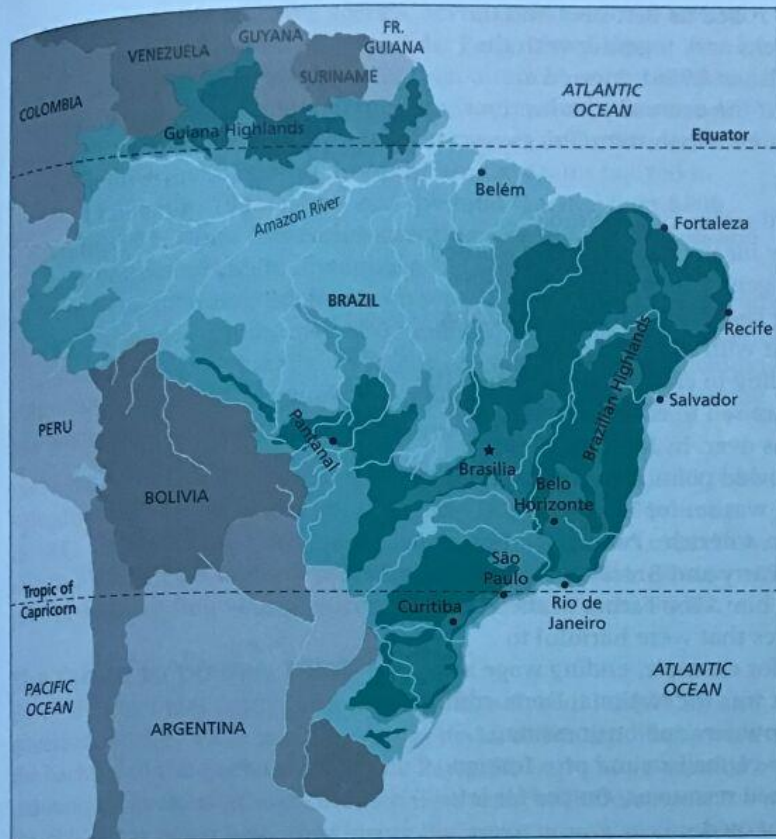 FR.
GUIANA
GUYANA
VENEZUELA
SURINAME
COLOMBIA
ATLANTIC
OCEAN
Guiana Highlands
Equator
Belém
Amazon River
Fortaleza
BRAZIL
Recife
Brazilian Highlands
Salvador
PERU
Pantanal
Brasilia
BOLIVIA
Belo
Horizonte
São
Paulo
Tropic of
Capricorn
Curitiba
Rio de
Janeiro
PACIFIC
OCEAN
ATLANTIC
OCEAN
ARGENTINA